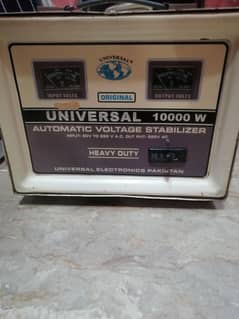 UNIVERSAL
INPUT VOLTS
OUTPUT VOLTS
ORIGINAL
UNIVERSAL 10000 W
AUTOMATIC VOLTAGE STABILIZER
HEAVY DUTY
UNIVERSAL ELECTRONICS PAKISTAN